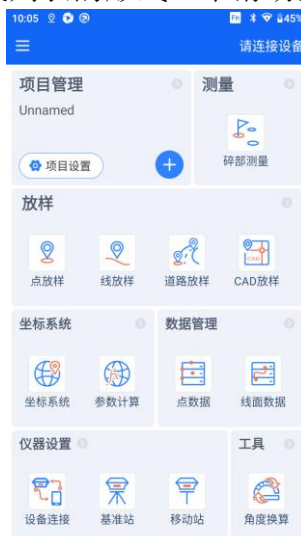 10:05 45%
请连接设备
项目管理 测量
Unnamed
项目设置
碎部测量
放样
点放样 线放样 道路放样 CAD放样
坐标系统 数据管理
坐标系统 参数计算 点数据 线面数据
仪器设置 工具
设备连接 基准站 移动站 角度换算